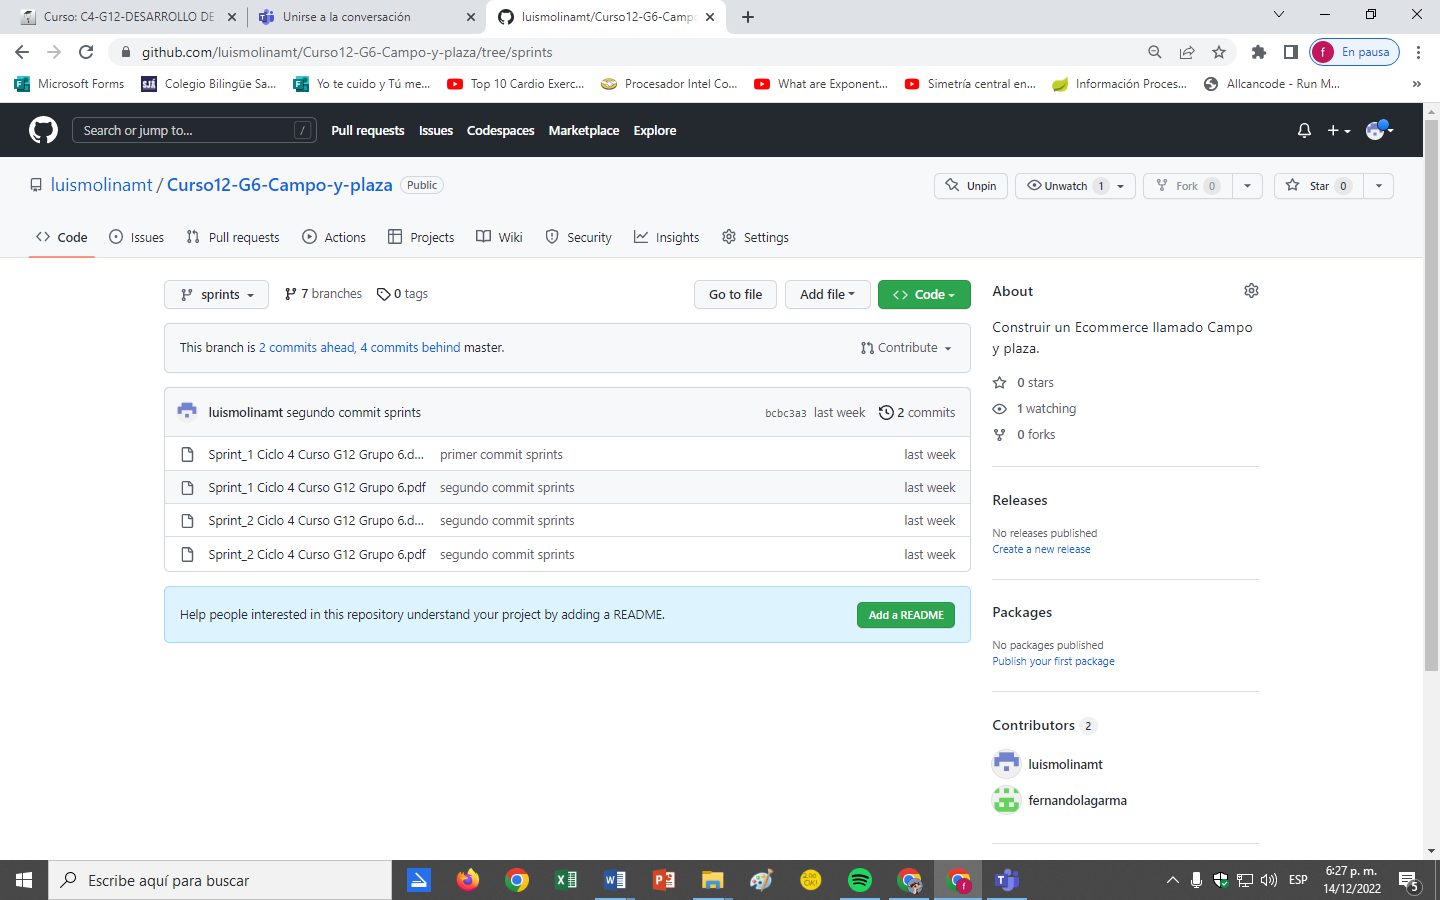 Curso: C4-G12-DESARROLLO DE
Unirse a la conversación
luismolinamt/Curso12-G6-Campo
github.com/luismolinamt/Curso12-G6-Campo-y-plaza/tree/sprints
f En pausa
Microsoft Forms
SJÁ Colegio Bilingüe Sa...
Yo te cuido y Tú me...
Top 10 Cardio Exerc...
Procesador Intel Co...
What are Exponent...
Simetría central en...
Información Proces...
Allcancode - Run M...
»
Search or jump to... /
Pull requests Issues Codespaces Marketplace Explore
luismolinamt / Curso12-G6-Campo-y-plaza Public
Unpin Unwatch 1 Fork 0 Star 0
Code Issues Pull requests Actions Projects Wiki Security Insights Settings
sprints 7 branches 0 tags Go to file Add file Code
This branch is 2 commits ahead, 4 commits behind master. Contribute
luismolinamt segundo commit sprints bcbc3a3 last week 2 commits
Sprint_1 Ciclo 4 Curso G12 Grupo 6.d... primer commit sprints last week
Sprint_1 Ciclo 4 Curso G12 Grupo 6.pdf segundo commit sprints last week
Sprint_2 Ciclo 4 Curso G12 Grupo 6.d... segundo commit sprints last week
Sprint_2 Ciclo 4 Curso G12 Grupo 6.pdf segundo commit sprints last week
Help people interested in this repository understand your project by adding a README. Add a README
About
Construir un Ecommerce llamado Campo
y plaza.
0 stars
1 watching
0 forks
Releases
No releases published
Create a new release
Packages
No packages published
Publish your first package
Contributors 2
luismolinamt
fernandolagarma
Escribe aquí para buscar
ESP
6:27 p. m.
14/12/2022
5